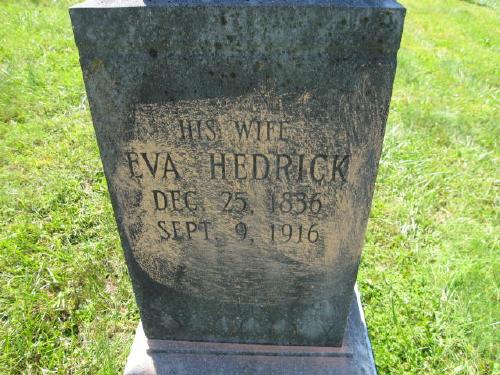 HIS WIFE
EVA HEDRICK
DEC. 25, 1836
SEPT. 9, 1916